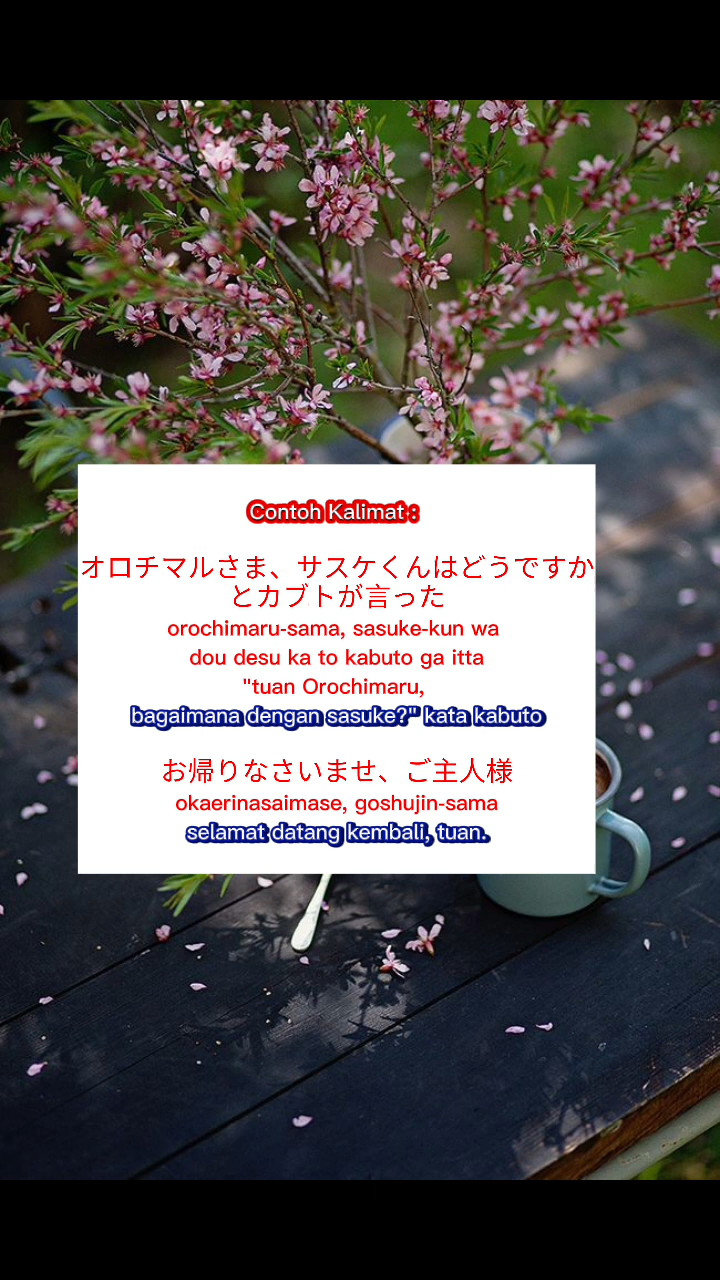 Contoh Kalimat :
オロチマルさま、サスケくんはどうですか
とカブトが言った
orochimaru-sama, sasuke-kun wa
dou desu ka to kabuto ga itta
"tuan Orochimaru,
bagaimana dengan sasuke?" kata kabuto
お帰りなさいませ、ご主人様
okaerinasaimase, goshujin-sama
selamat datang kembali, tuan.